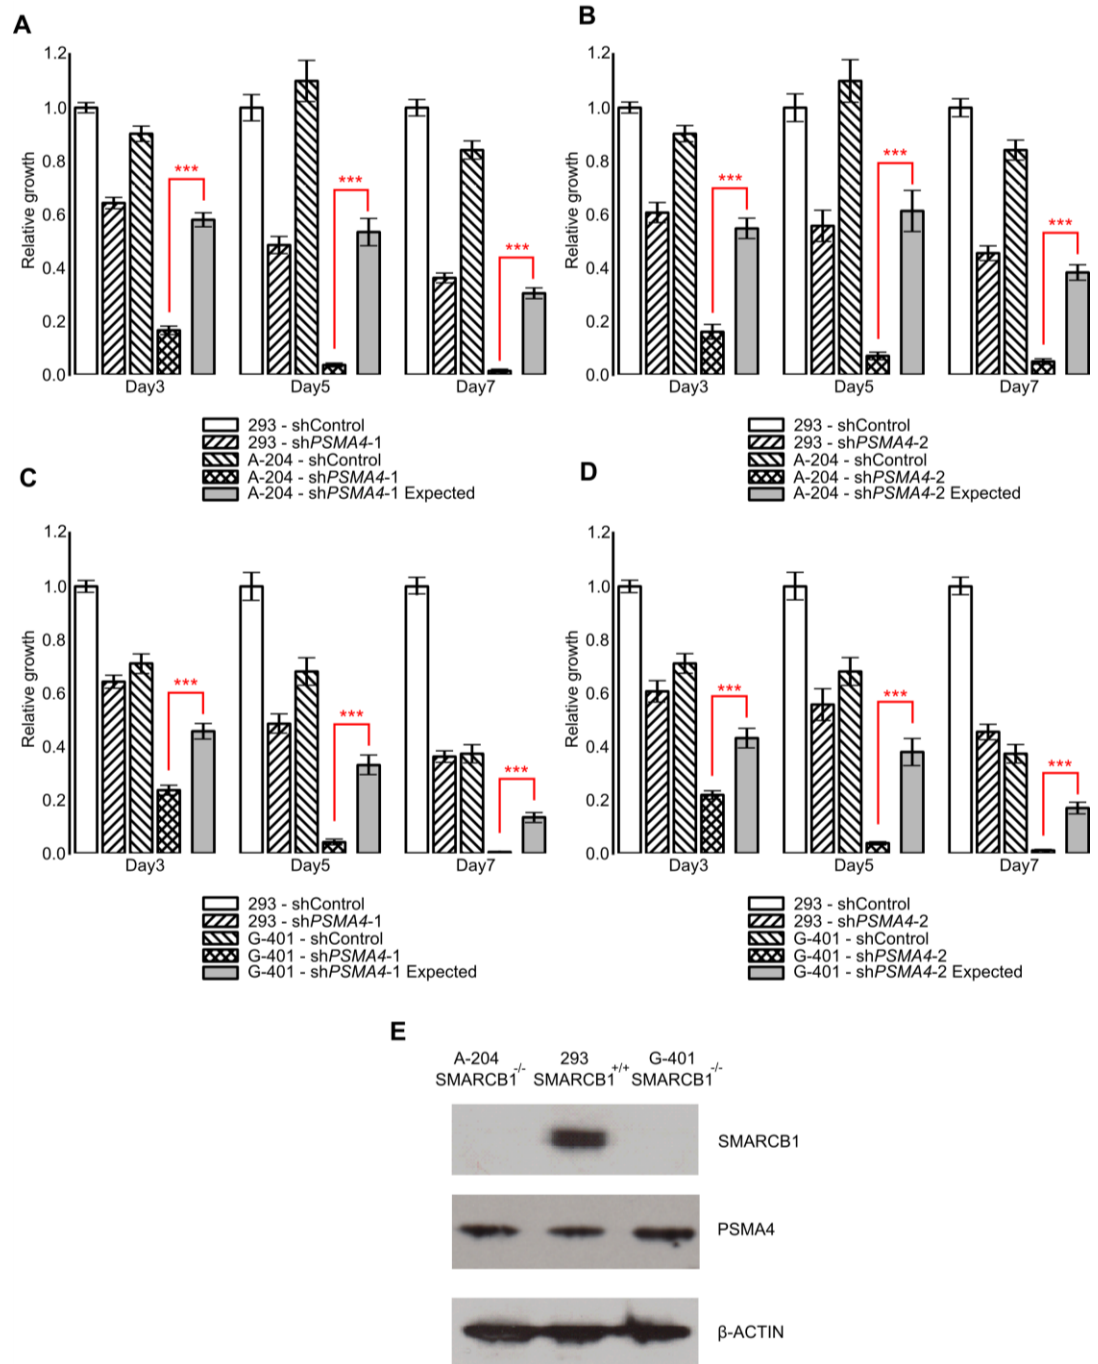 A
B
1.2
1.0
0.8
0.6
0.4
0.2
0.0
Relative growth
***
***
***
Day3
Day5
Day7
293 - shControl
293 - shPSMA4-1
A-204 - shControl
A-204 - shPSMA4-1
A-204 - shPSMA4-1 Expected
1.2
1.0
0.8
0.6
0.4
0.2
0.0
Relative growth
***
***
***
Day3
Day5
Day7
293 - shControl
293 - shPSMA4-2
A-204 - shControl
A-204 - shPSMA4-2
A-204 - shPSMA4-2 Expected
C
D
1.2
1.0
0.8
0.6
0.4
0.2
0.0
Relative growth
***
***
***
Day3
Day5
Day7
293 - shControl
293 - shPSMA4-1
G-401 - shControl
G-401 - shPSMA4-1
G-401 - shPSMA4-1 Expected
1.2
1.0
0.8
0.6
0.4
0.2
0.0
Relative growth
***
***
***
Day3
Day5
Day7
293 - shControl
293 - shPSMA4-2
G-401 - shControl
G-401 - shPSMA4-2
G-401 - shPSMA4-2 Expected
E
A-204 293 G-401
SMARCB1-/- SMARCB1+/+ SMARCB1-/-
SMARCB1
PSMA4
β-ACTIN